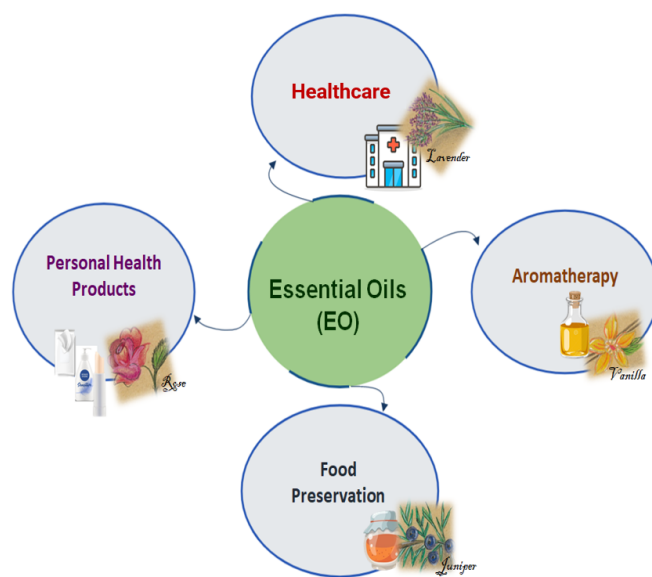 Healthcare
Lavender
Personal Health
Products
Rose
Essential Oils
(EO)
Aromatherapy
Vanilla
Food
Preservation
Juniper